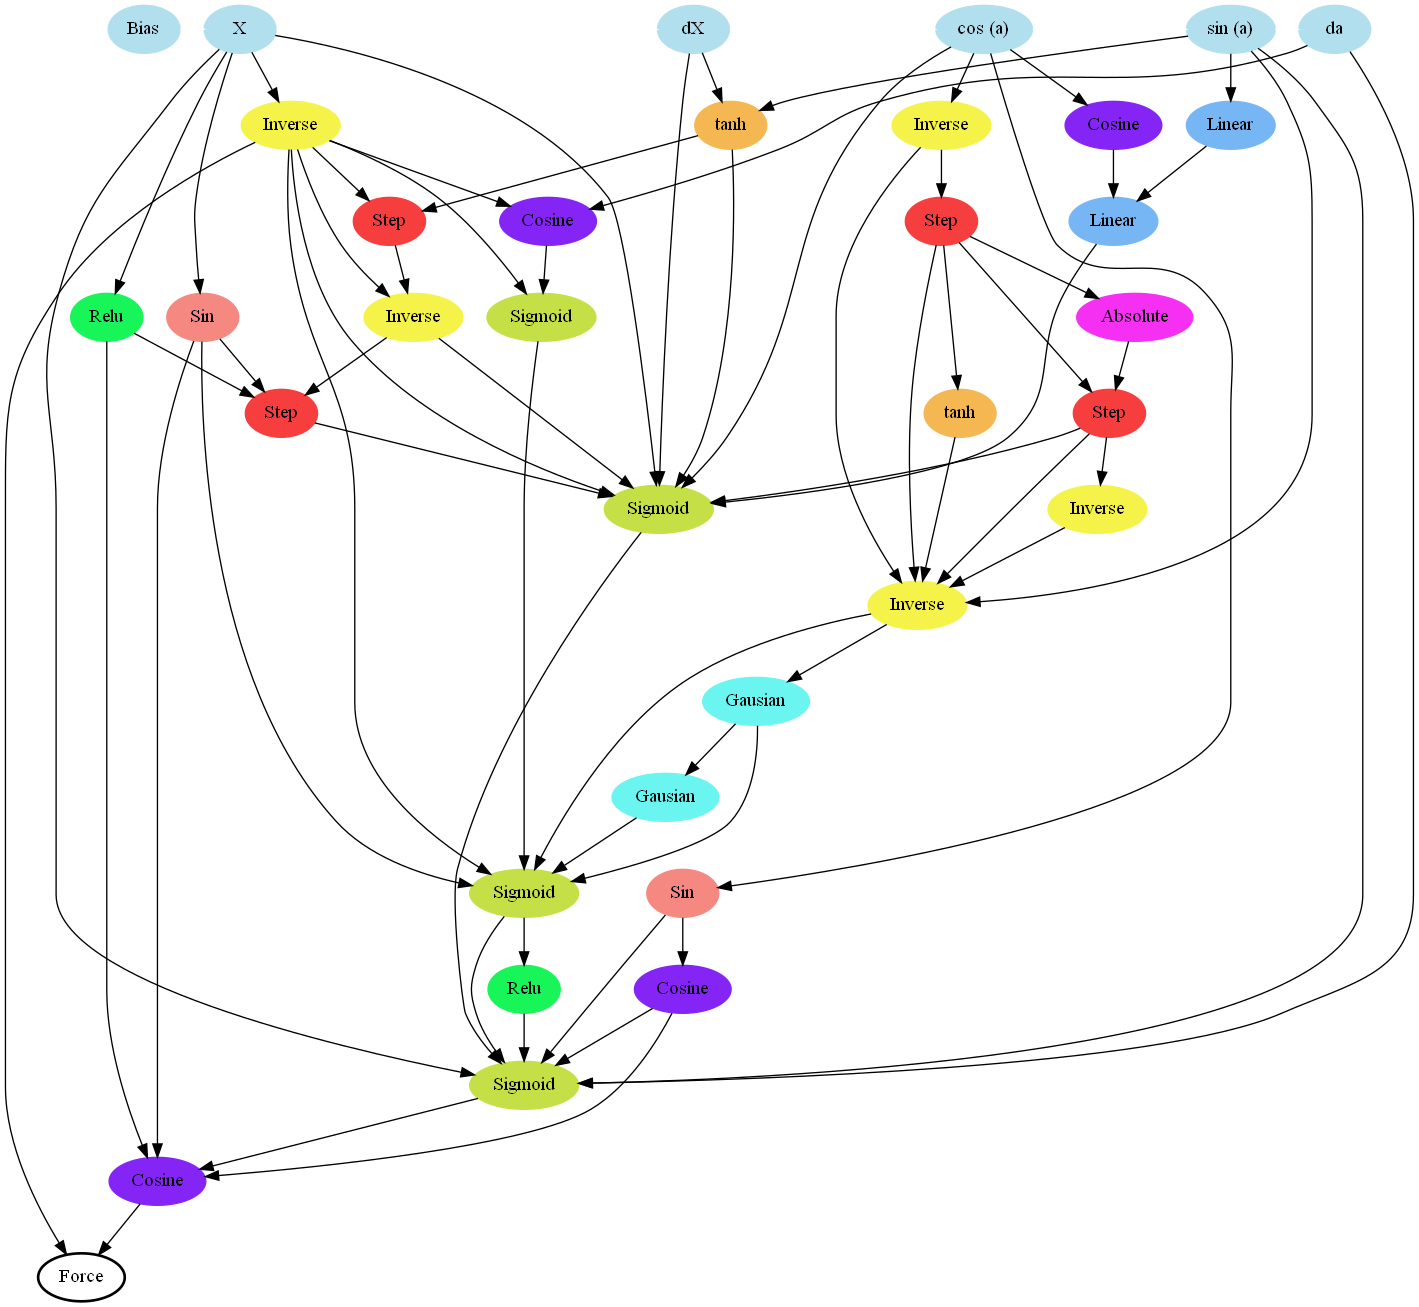 Bias X dX cos (a) sin (a) da
Inverse tanh Inverse Cosine Linear
Step Cosine Step Linear
Relu Sin Inverse Sigmoid Absolute
Step tanh Step
Sigmoid Inverse
Inverse
Gausian
Gausian
Sigmoid Sin
Relu Cosine
Sigmoid
Cosine
Force